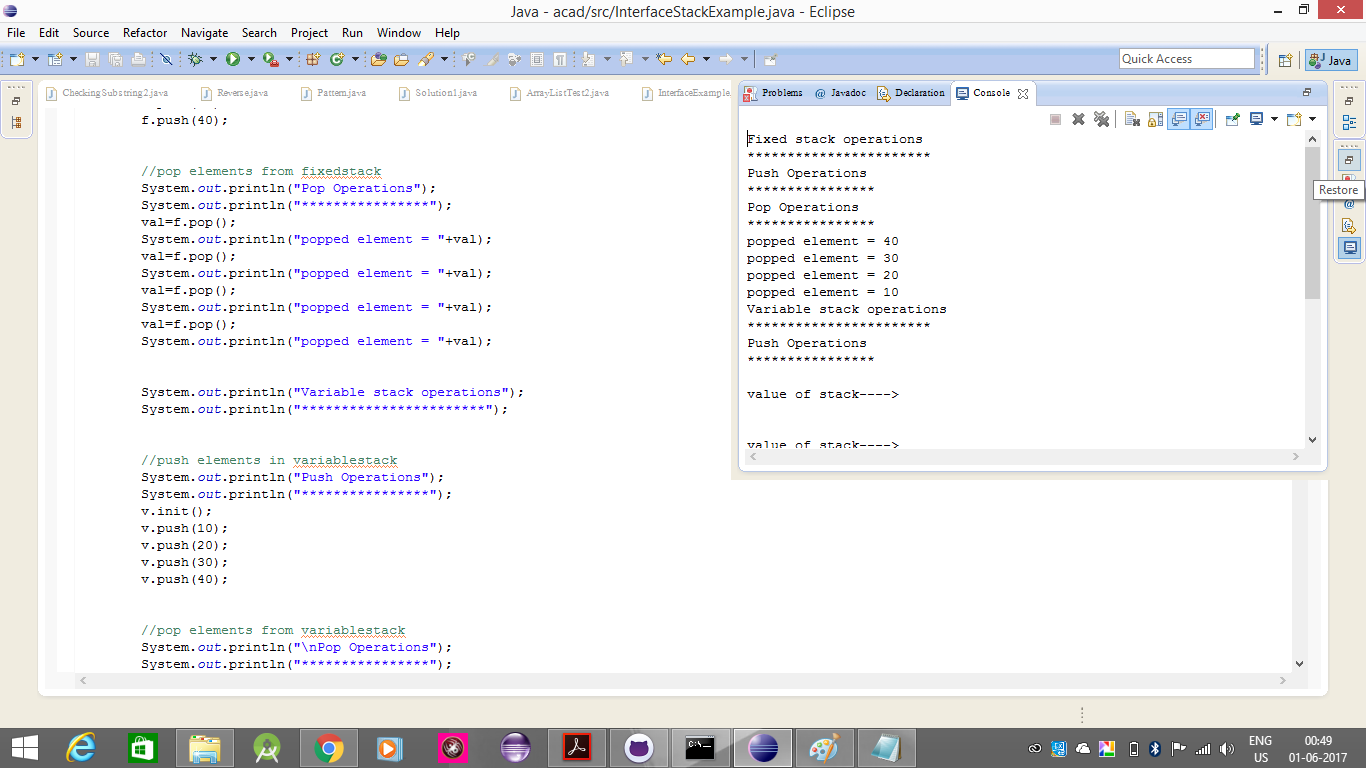 Java - acad/src/InterfaceStackExample.java - Eclipse
File Edit Source Refactor Navigate Search Project Run Window Help
Quick Access
Java
CheckingSubstring2.java Reverse.java Pattern.java Solution1.java ArrayListTest2.java InterfaceExample.
f.push(40);
//pop elements from fixedstack
System.out.println("Pop Operations");
System.out.println("****************");
val=f.pop();
System.out.println("popped element = "+val);
val=f.pop();
System.out.println("popped element = "+val);
val=f.pop();
System.out.println("popped element = "+val);
val=f.pop();
System.out.println("popped element = "+val);
System.out.println("Variable stack operations");
System.out.println("***********************");
//push elements in variablestack
System.out.println("Push Operations");
System.out.println("****************");
v.init();
v.push(10);
v.push(20);
v.push(30);
v.push(40);
//pop elements from variablestack
System.out.println("\nPop Operations");
System.out.println("****************");
Problems @ Javadoc Declaration Console
Fixed stack operations
***********************
Push Operations
****************
Pop Operations
****************
popped element = 40
popped element = 30
popped element = 20
popped element = 10
Variable stack operations
***********************
Push Operations
****************
value of stack---->
value of stack---->
Restore
@
C:\_
ENG
US
00:49
01-06-2017